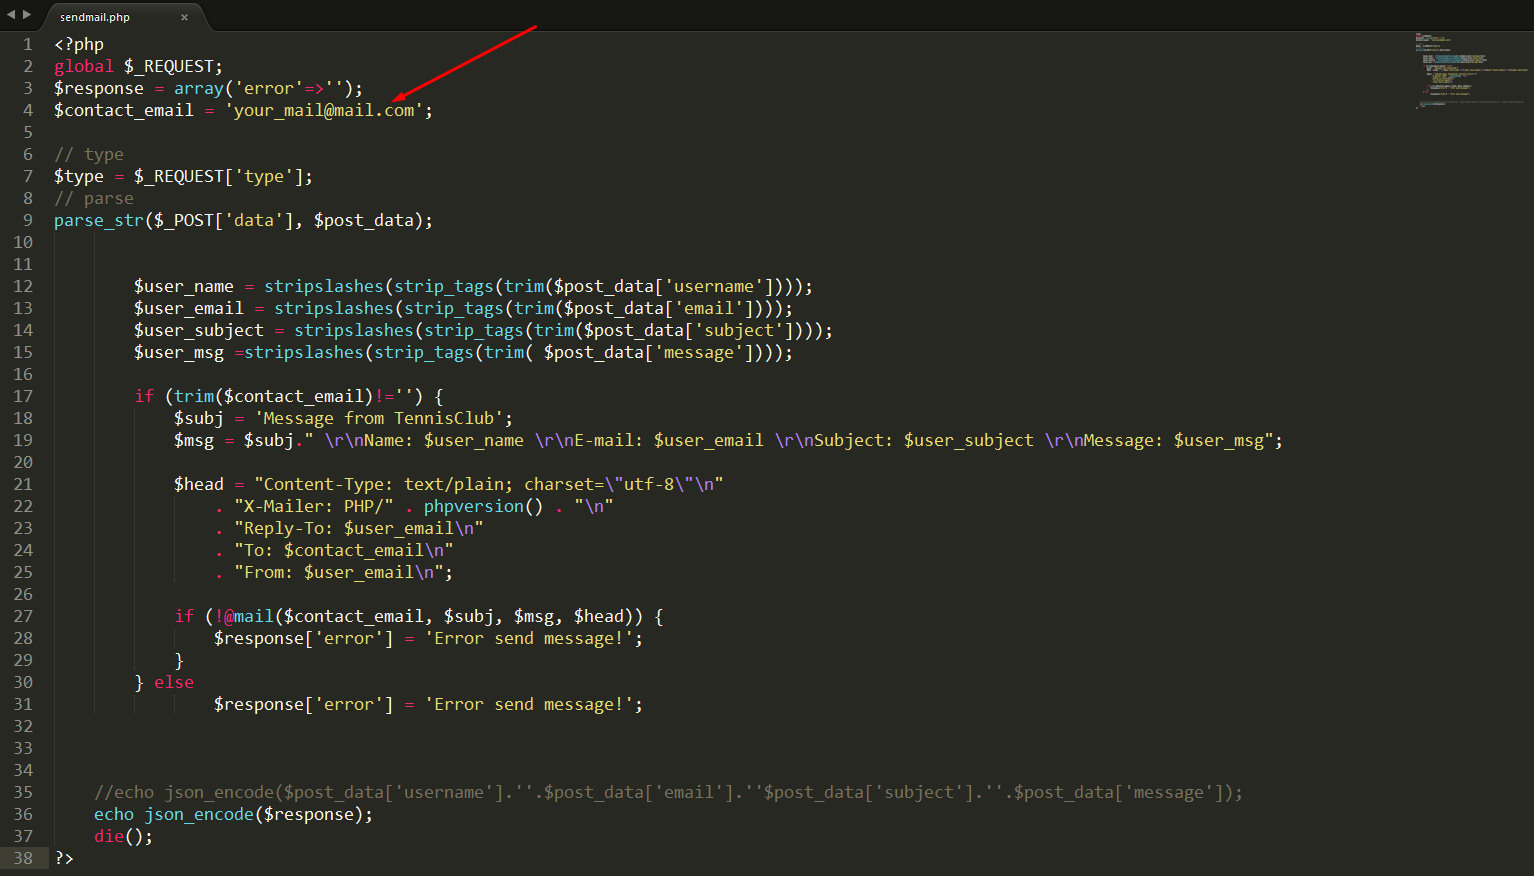 sendmail.php ×
1 <?php
2 global $_REQUEST;
3 $response = array('error'=>'');
4 $contact_email = 'your_mail@mail.com';
5
6 // type
7 $type = $_REQUEST['type'];
8 // parse
9 parse_str($_POST['data'], $post_data);
10
11
12 $user_name = stripslashes(strip_tags(trim($post_data['username'])));
13 $user_email = stripslashes(strip_tags(trim($post_data['email'])));
14 $user_subject = stripslashes(strip_tags(trim($post_data['subject'])));
15 $user_msg =stripslashes(strip_tags(trim( $post_data['message'])));
16
17 if (trim($contact_email)!='') {
18 $subj = 'Message from TennisClub';
19 $msg = $subj." \r\nName: $user_name \r\nE-mail: $user_email \r\nSubject: $user_subject \r\nMessage: $user_msg";
20
21 $head = "Content-Type: text/plain; charset=\"utf-8\"\n"
22 . "X-Mailer: PHP/" . phpversion() . "\n"
23 . "Reply-To: $user_email\n"
24 . "To: $contact_email\n"
25 . "From: $user_email\n";
26
27 if (!@mail($contact_email, $subj, $msg, $head)) {
28 $response['error'] = 'Error send message!';
29 }
30 } else
31 $response['error'] = 'Error send message!';
32
33
34
35 //echo json_encode($post_data['username'].''.$post_data['email'].''$post_data['subject'].''.$post_data['message']);
36 echo json_encode($response);
37 die();
38 ?>